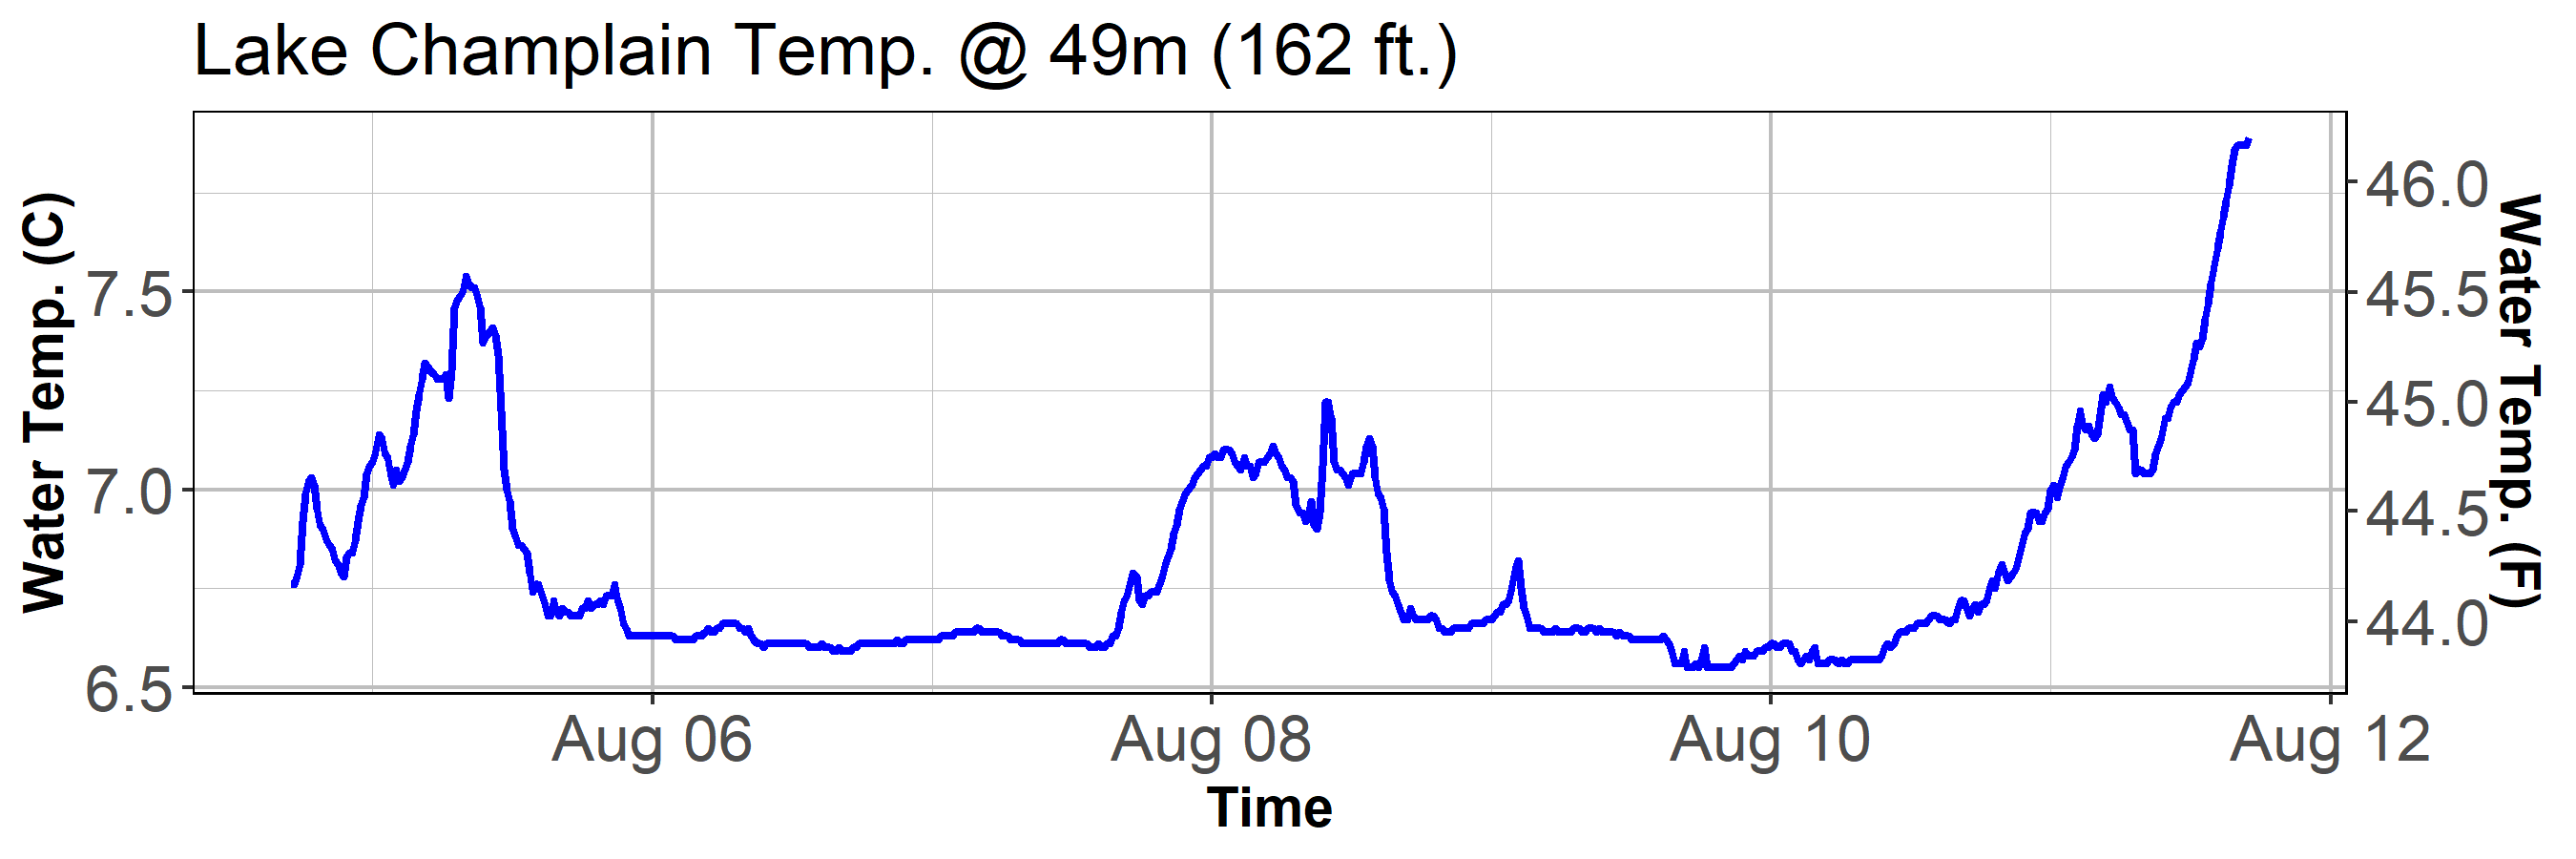 Lake Champlain Temp. @ 49m (162 ft.)
Water Temp. (C)
7.5
7.0
6.5
46.0
45.5
45.0
44.5
44.0
Water Temp. (F)
Aug 06
Aug 08
Aug 10
Aug 12
Time